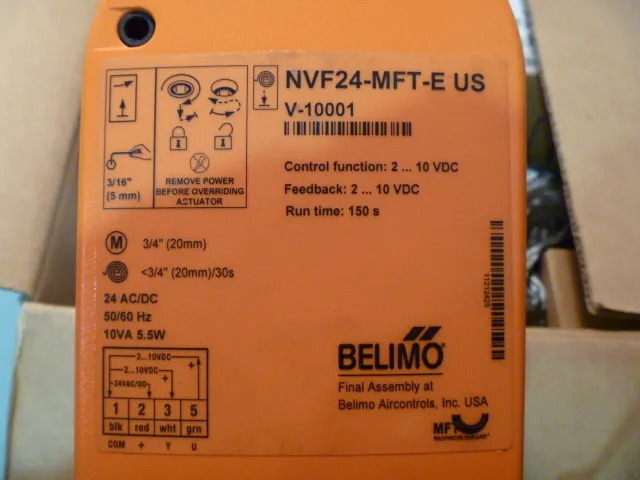 NVF24-MFT-E US
V-10001
Control function: 2 ... 10 VDC
Feedback: 2 ... 10 VDC
Run time: 150 s
3/16"
(5 mm)
REMOVE POWER
BEFORE OVERRIDING
ACTUATOR
M 3/4" (20mm)
<3/4" (20mm)/30s
24 AC/DC
50/60 Hz
10VA 5.5W
2...10VDC
2...10VDC
24VAC/DC
1 2 3 5
blk red wht grn
COM + Y U
11212425
BELIMO
Final Assembly at
Belimo Aircontrols, Inc. USA
MFT